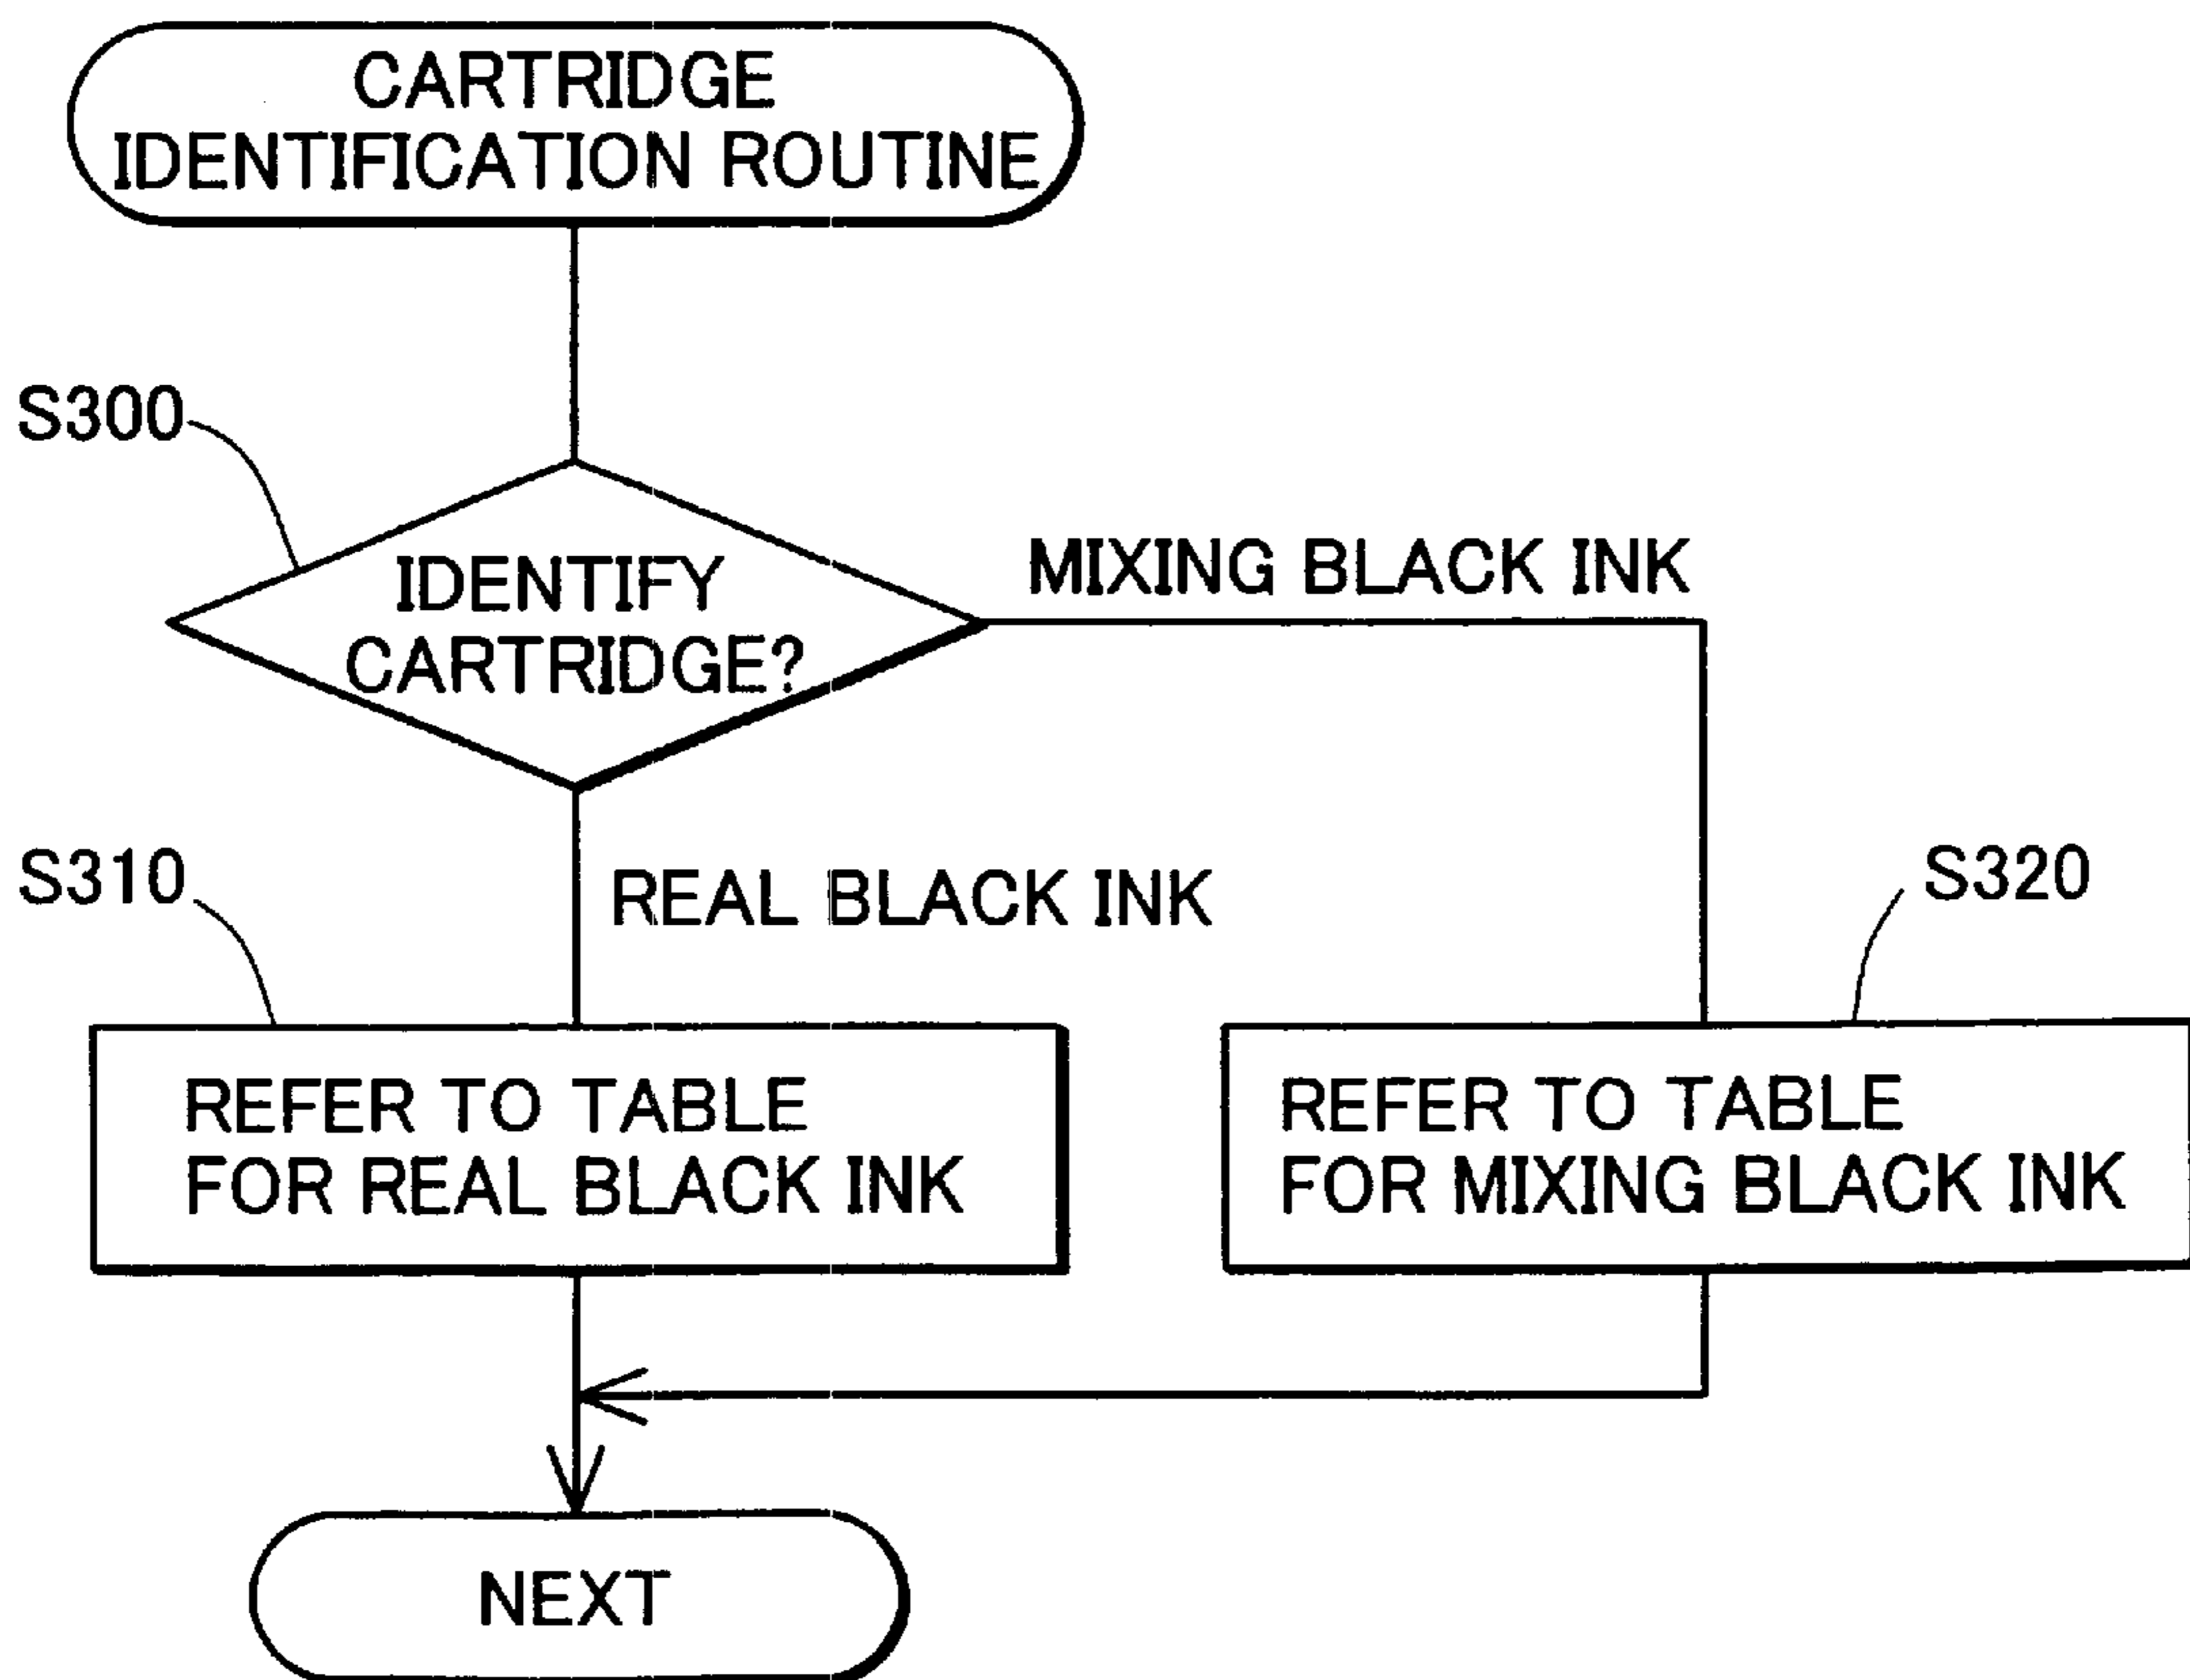 CARTRIDGE
IDENTIFICATION ROUTINE
S300
IDENTIFY
CARTRIDGE?
MIXING BLACK INK
S310
REAL BLACK INK
S320
REFER TO TABLE
FOR REAL BLACK INK
REFER TO TABLE
FOR MIXING BLACK INK
NEXT